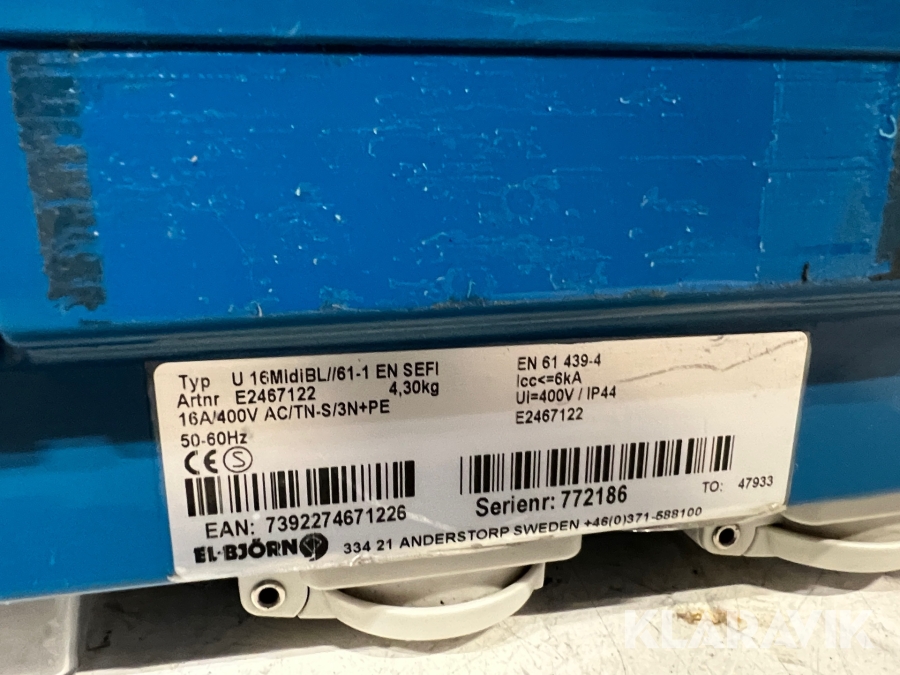 Typ U 16MidiBL//61-1 EN SEFI
Artnr E2467122 4,30kg
16A/400V AC/TN-S/3N+PE
50-60Hz
CE S
EN 61 439-4
Icc<=6kA
Ui=400V / IP44
E2467122
EAN: 7392274671226
Serienr: 772186
TO: 47933
EL-BJÖRN
334 21 ANDERSTORP SWEDEN +46(0)371-588100
KLARAVIK